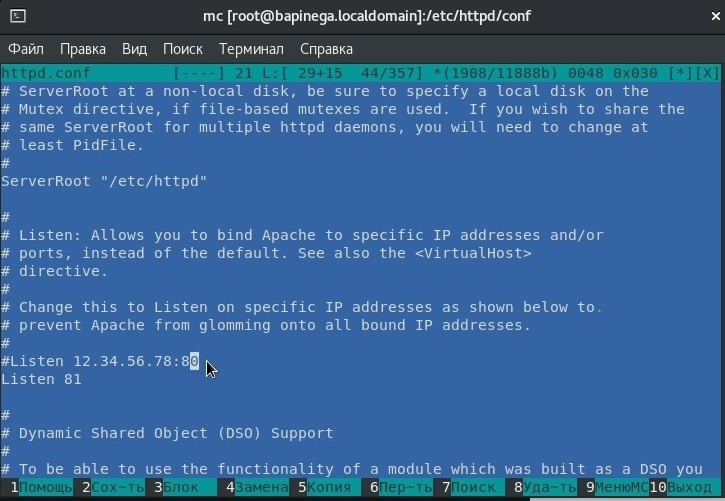 mc [root@bapinega.localdomain]:/etc/httpd/conf
Файл Правка Вид Поиск Терминал Справка
httpd.conf [----] 21 L:[ 29+15 44/357] *(1908/11888b) 0048 0x030 [*][X]
# ServerRoot at a non-local disk, be sure to specify a local disk on the
# Mutex directive, if file-based mutexes are used. If you wish to share the
# same ServerRoot for multiple httpd daemons, you will need to change at
# least PidFile.
#
ServerRoot "/etc/httpd"
#
# Listen: Allows you to bind Apache to specific IP addresses and/or
# ports, instead of the default. See also the <VirtualHost>
# directive.
#
# Change this to Listen on specific IP addresses as shown below to.
# prevent Apache from glomming onto all bound IP addresses.
#
#Listen 12.34.56.78:80
Listen 81
#
# Dynamic Shared Object (DSO) Support
#
# To be able to use the functionality of a module which was built as a DSO you
1Помощь 2Сох~ть 3Блок 4Замена 5Копия 6Пер~ть 7Поиск 8Уда~ть 9МенюMC 10Выход